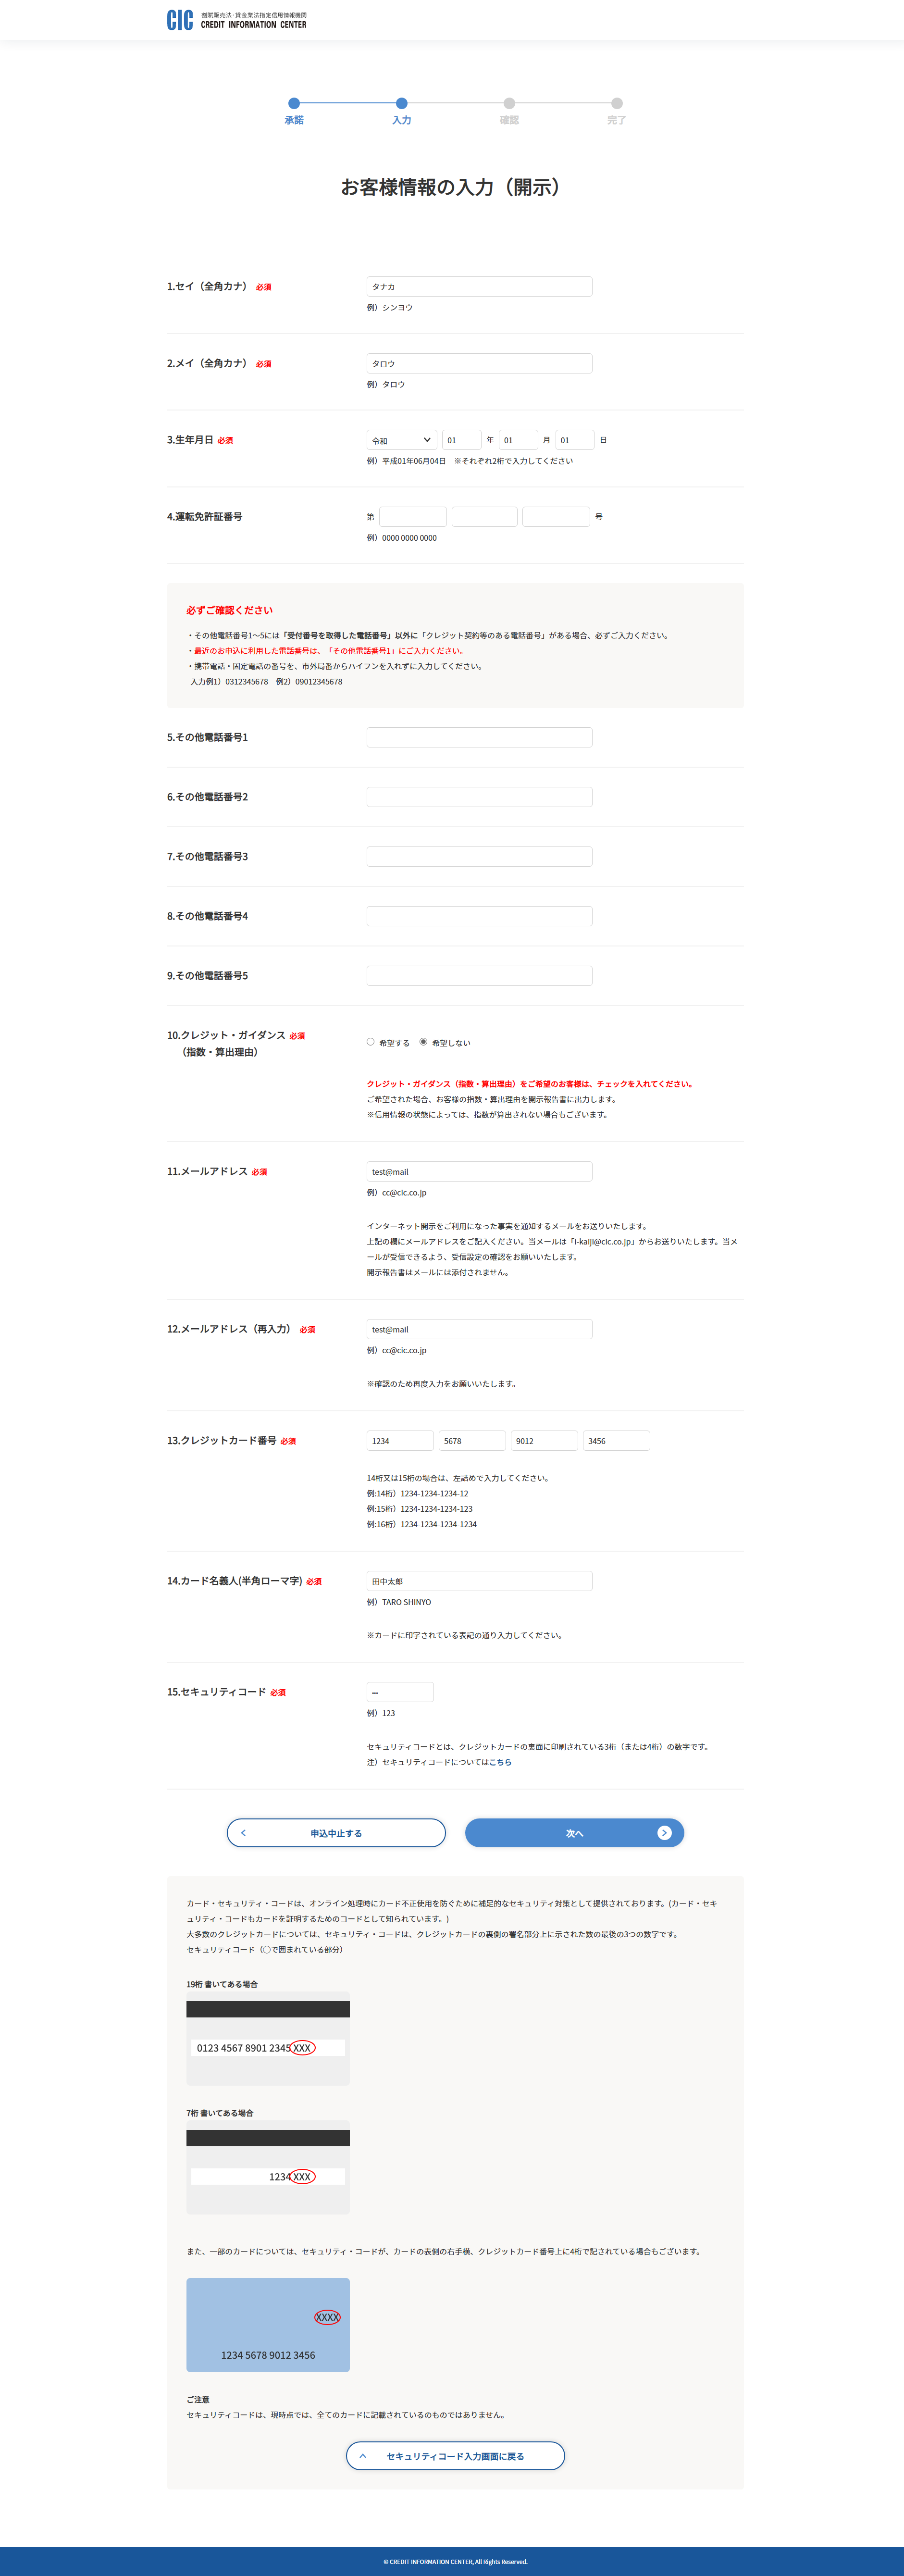 CIC
割賦販売法・貸金業法指定信用情報機関
CREDIT INFORMATION CENTER
承諾 入力 確認 完了
お客様情報の入力（開示）
1.セイ（全角カナ） 必須
タナカ
例）シンヨウ
2.メイ（全角カナ） 必須
タロウ
例）タロウ
3.生年月日 必須
令和 01 年 01 月 01 日
例）平成01年06月04日 ※それぞれ2桁で入力してください
4.運転免許証番号
第 号
例）0000 0000 0000
必ずご確認ください
・その他電話番号1～5には「受付番号を取得した電話番号」以外に「クレジット契約等のある電話番号」がある場合、必ずご入力ください。
・最近のお申込に利用した電話番号は、「その他電話番号1」にご入力ください。
・携帯電話・固定電話の番号を、市外局番からハイフンを入れずに入力してください。
入力例1）0312345678 例2）09012345678
5.その他電話番号1
6.その他電話番号2
7.その他電話番号3
8.その他電話番号4
9.その他電話番号5
10.クレジット・ガイダンス 必須
（指数・算出理由）
希望する 希望しない
クレジット・ガイダンス（指数・算出理由）をご希望のお客様は、チェックを入れてください。
ご希望された場合、お客様の指数・算出理由を開示報告書に出力します。
※信用情報の状態によっては、指数が算出されない場合もございます。
11.メールアドレス 必須
test@mail
例）cc@cic.co.jp
インターネット開示をご利用になった事実を通知するメールをお送りいたします。
上記の欄にメールアドレスをご記入ください。当メールは「i-kaiji@cic.co.jp」からお送りいたします。当メ
ールが受信できるよう、受信設定の確認をお願いいたします。
開示報告書はメールには添付されません。
12.メールアドレス（再入力） 必須
test@mail
例）cc@cic.co.jp
※確認のため再度入力をお願いいたします。
13.クレジットカード番号 必須
1234 5678 9012 3456
14桁又は15桁の場合は、左詰めで入力してください。
例:14桁）1234-1234-1234-12
例:15桁）1234-1234-1234-123
例:16桁）1234-1234-1234-1234
14.カード名義人(半角ローマ字) 必須
田中太郎
例）TARO SHINYO
※カードに印字されている表記の通り入力してください。
15.セキュリティコード 必須
•••
例）123
セキュリティコードとは、クレジットカードの裏面に印刷されている3桁（または4桁）の数字です。
注）セキュリティコードについてはこちら
申込中止する
次へ
カード・セキュリティ・コードは、オンライン処理時にカード不正使用を防ぐために補足的なセキュリティ対策として提供されております。(カード・セキ
ュリティ・コードもカードを証明するためのコードとして知られています。)
大多数のクレジットカードについては、セキュリティ・コードは、クレジットカードの裏側の署名部分上に示された数の最後の3つの数字です。
セキュリティコード（○で囲まれている部分）
19桁 書いてある場合
0123 4567 8901 2345 XXX
7桁 書いてある場合
1234 XXX
また、一部のカードについては、セキュリティ・コードが、カードの表側の右手横、クレジットカード番号上に4桁で記されている場合もございます。
XXXX
1234 5678 9012 3456
ご注意
セキュリティコードは、現時点では、全てのカードに記載されているのものではありません。
セキュリティコード入力画面に戻る
© CREDIT INFORMATION CENTER, All Rights Reserved.